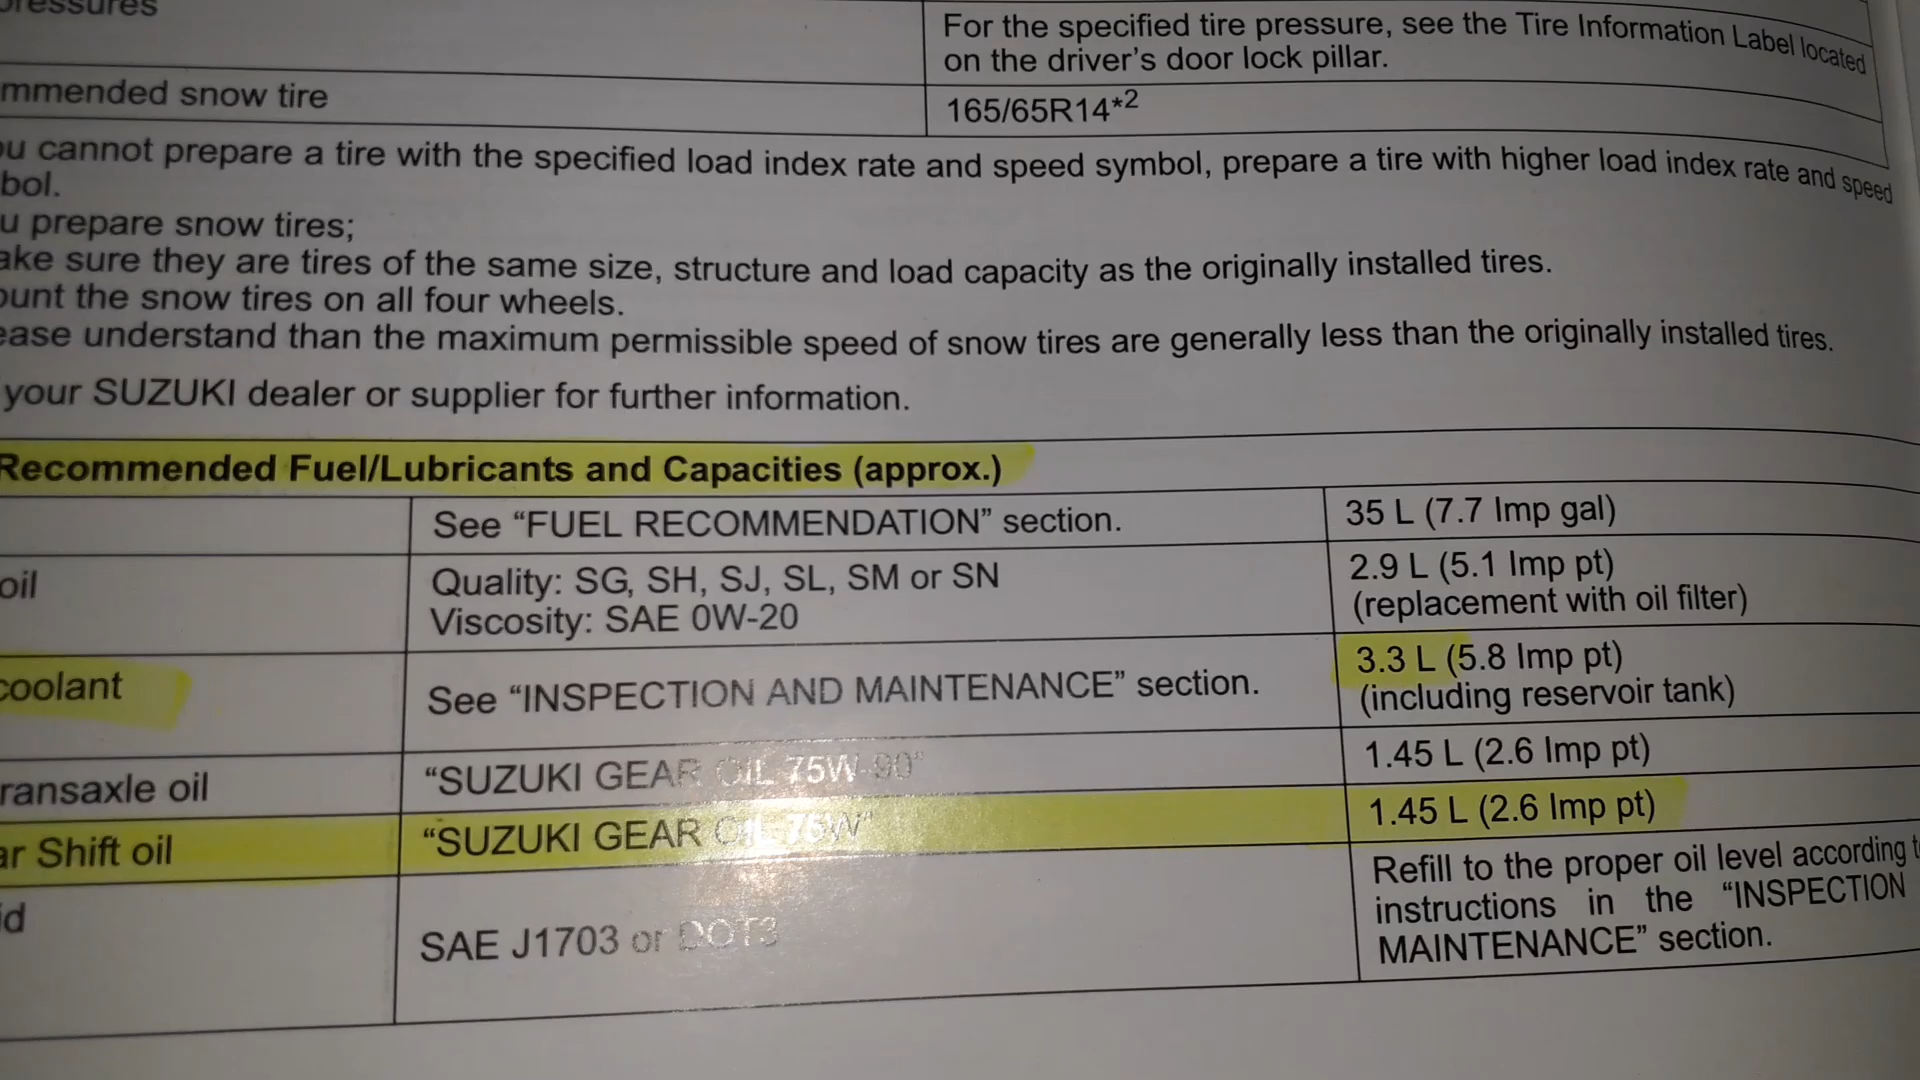 pressures
For the specified tire pressure, see the Tire Information Label located
on the driver's door lock pillar.
mmended snow tire
165/65R14*2
ou cannot prepare a tire with the specified load index rate and speed symbol, prepare a tire with higher load index rate and speed
bol.
u prepare snow tires;
ake sure they are tires of the same size, structure and load capacity as the originally installed tires.
ount the snow tires on all four wheels.
ease understand than the maximum permissible speed of snow tires are generally less than the originally installed tires.
your SUZUKI dealer or supplier for further information.
Recommended Fuel/Lubricants and Capacities (approx.)
See “FUEL RECOMMENDATION” section.
35 L (7.7 Imp gal)
oil
Quality: SG, SH, SJ, SL, SM or SN
Viscosity: SAE 0W-20
2.9 L (5.1 Imp pt)
(replacement with oil filter)
coolant
See “INSPECTION AND MAINTENANCE” section.
3.3 L (5.8 Imp pt)
(including reservoir tank)
ransaxle oil
“SUZUKI GEAR OIL 75W-90”
1.45 L (2.6 Imp pt)
ar Shift oil
“SUZUKI GEAR OIL 75W”
1.45 L (2.6 Imp pt)
id
SAE J1703 or DOT3
Refill to the proper oil level according t
instructions in the “INSPECTION
MAINTENANCE” section.